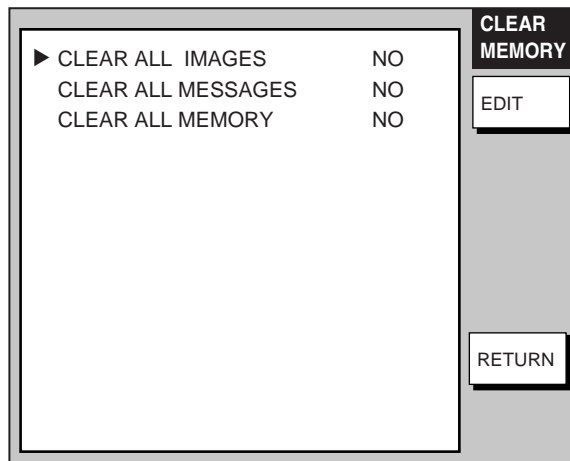 CLEAR ALL IMAGES NO
CLEAR ALL MESSAGES NO
CLEAR ALL MEMORY NO
CLEAR
MEMORY
EDIT
RETURN